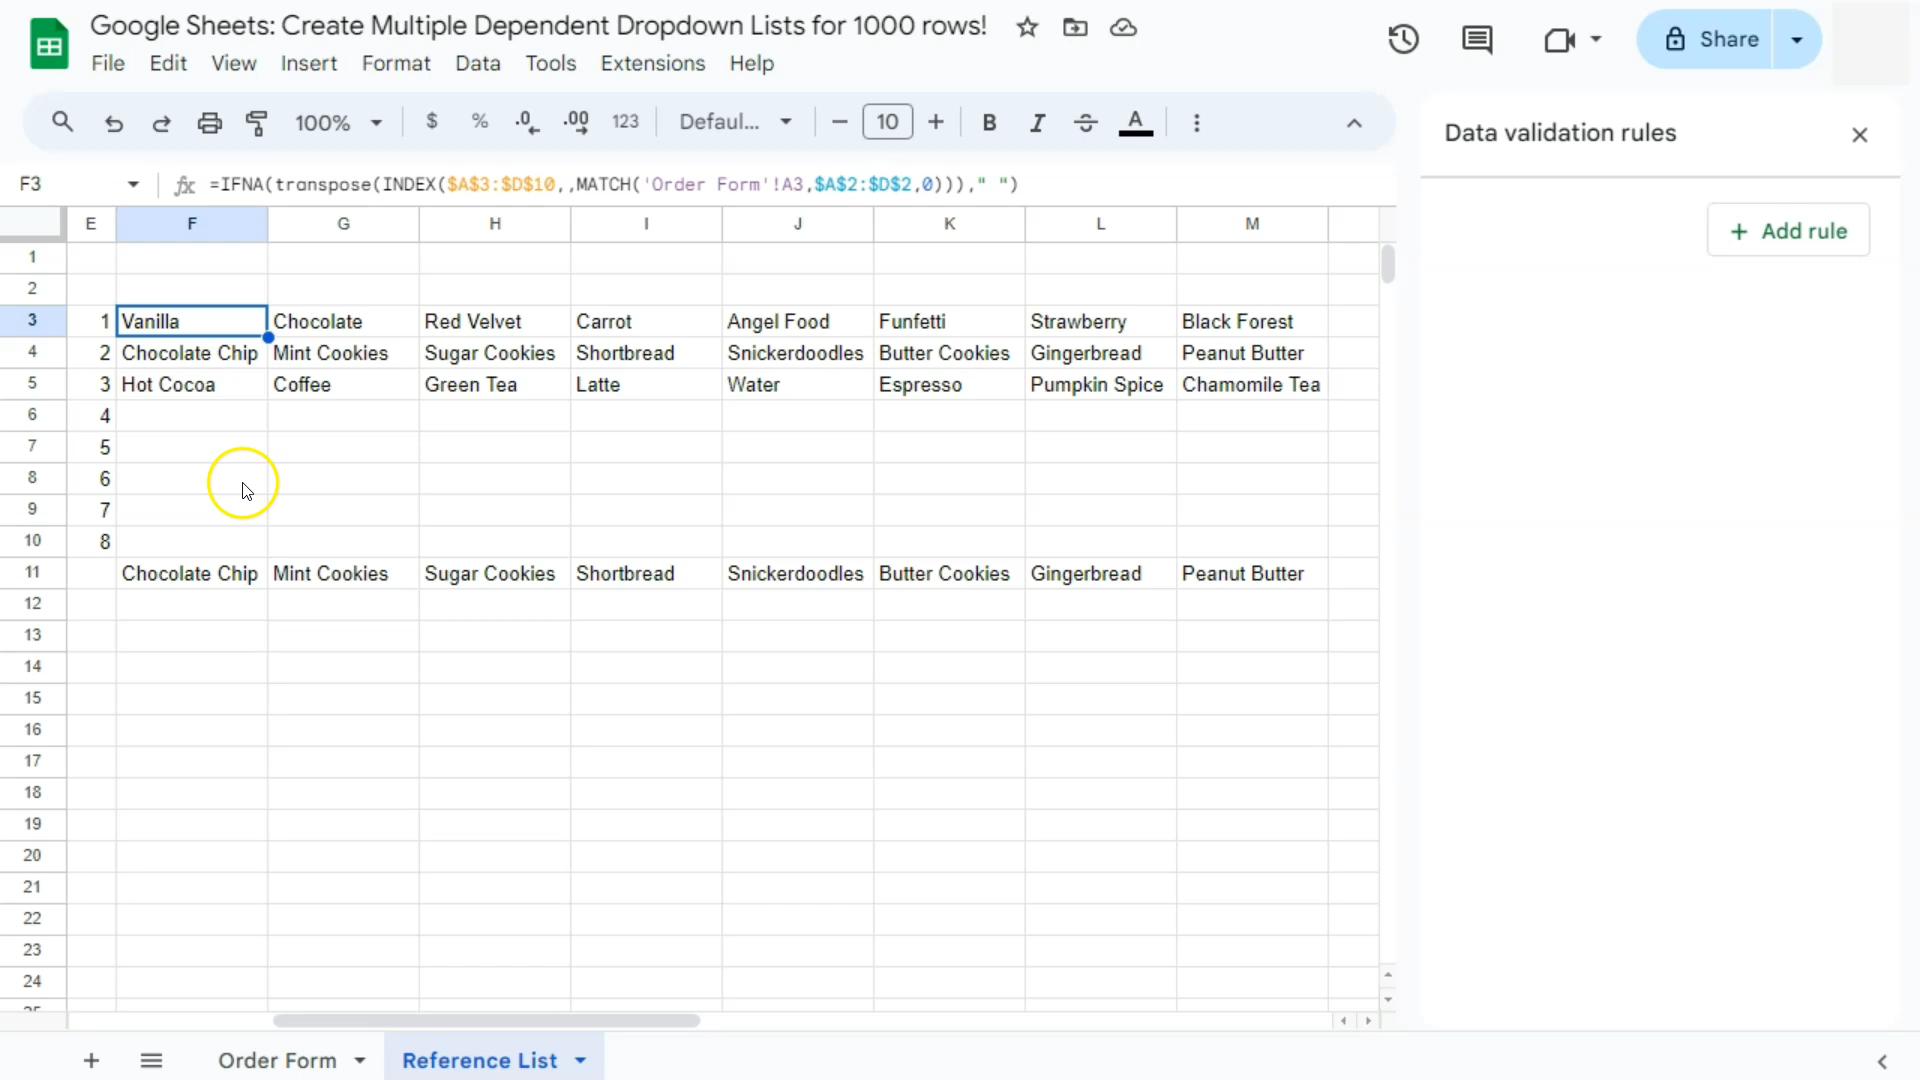 Google Sheets: Create Multiple Dependent Dropdown Lists for 1000 rows!
Share
File Edit View Insert Format Data Tools Extensions Help
100% $ % .0 .00 123 Defaul... − 10 + B I S A
Data validation rules
F3 fx =IFNA(transpose(INDEX($A$3:$D$10,,MATCH('Order Form'!A3,$A$2:$D$2,0)))," ")
+ Add rule
E F G H I J K L M
1
2
3 1 Vanilla Chocolate Red Velvet Carrot Angel Food Funfetti Strawberry Black Forest
4 2 Chocolate Chip Mint Cookies Sugar Cookies Shortbread Snickerdoodles Butter Cookies Gingerbread Peanut Butter
5 3 Hot Cocoa Coffee Green Tea Latte Water Espresso Pumpkin Spice Chamomile Tea
6 4
7 5
8 6
9 7
10 8
11 Chocolate Chip Mint Cookies Sugar Cookies Shortbread Snickerdoodles Butter Cookies Gingerbread Peanut Butter
12
13
14
15
16
17
18
19
20
21
22
23
24
+ Order Form Reference List